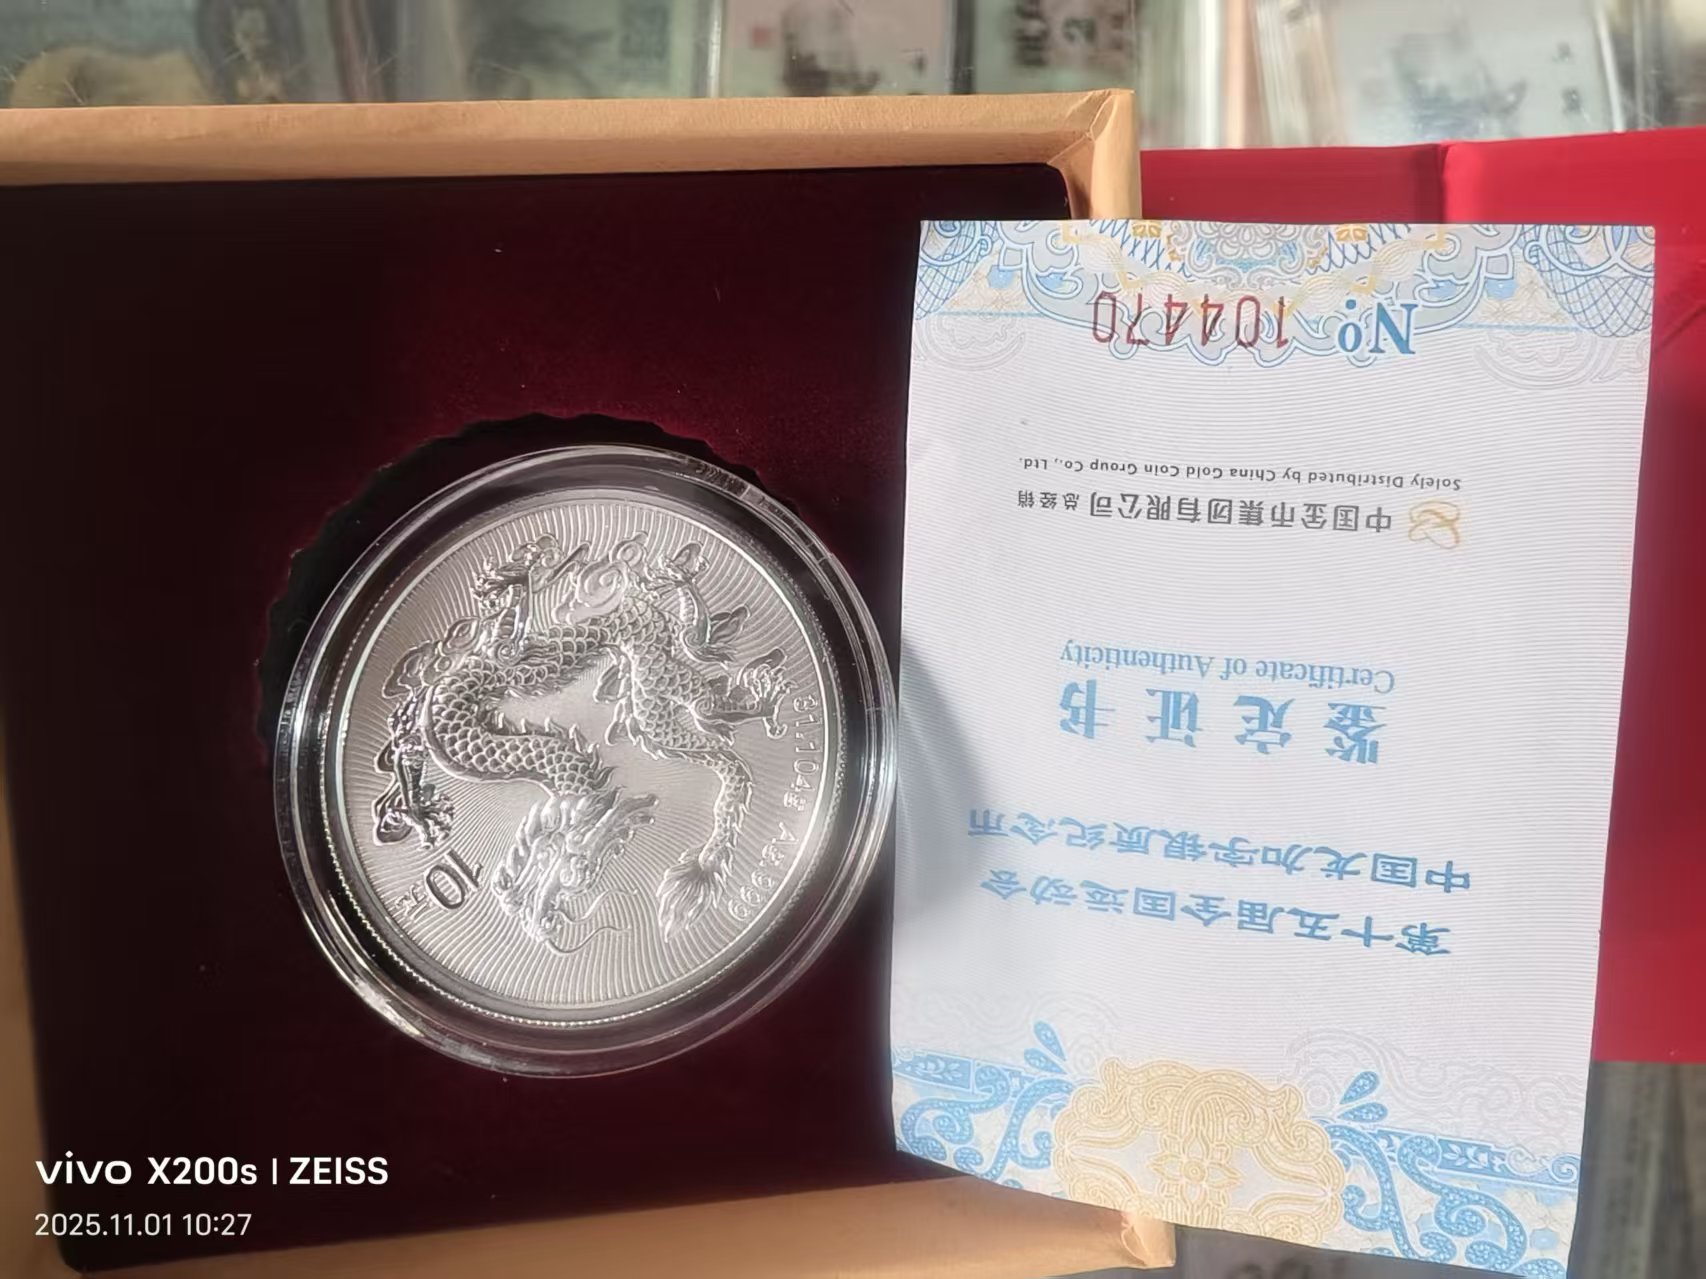 第十五届全国运动会
中国龙加字银质纪念币
鉴定证书
Certificate of Authenticity
中国金币集团有限公司 总经销
Solely Distributed by China Gold Coin Group Co., Ltd.
№ 104470
10元
31.104g Ag.999
vivo X200s | ZEISS
2025.11.01 10:27